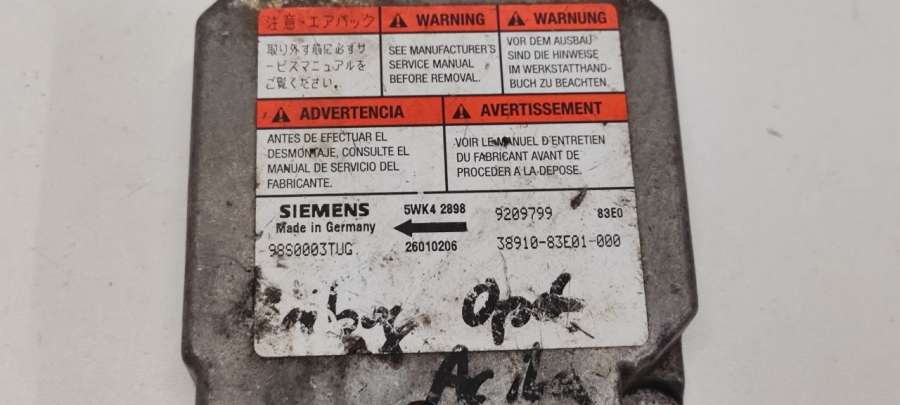 注意・エアバック
取り外す前に必ずサ
ービスマニュアルを
ご覧ください。
WARNING
SEE MANUFACTURER'S
SERVICE MANUAL
BEFORE REMOVAL.
WARNUNG
VOR DEM AUSBAU
SIND DIE HINWEISE
IM WERKSTATTHAND-
BUCH ZU BEACHTEN.
ADVERTENCIA
ANTES DE EFECTUAR EL
DESMONTAJE, CONSULTE EL
MANUAL DE SERVICIO DEL
FABRICANTE.
AVERTISSEMENT
VOIR LE MANUEL D'ENTRETIEN
DU FABRICANT AVANT DE
PROCEDER A LA DEPOSE.
SIEMENS 5WK4 2898 9209799 83E0
Made in Germany
98S0003TUG 26010206 38910-83E01-000